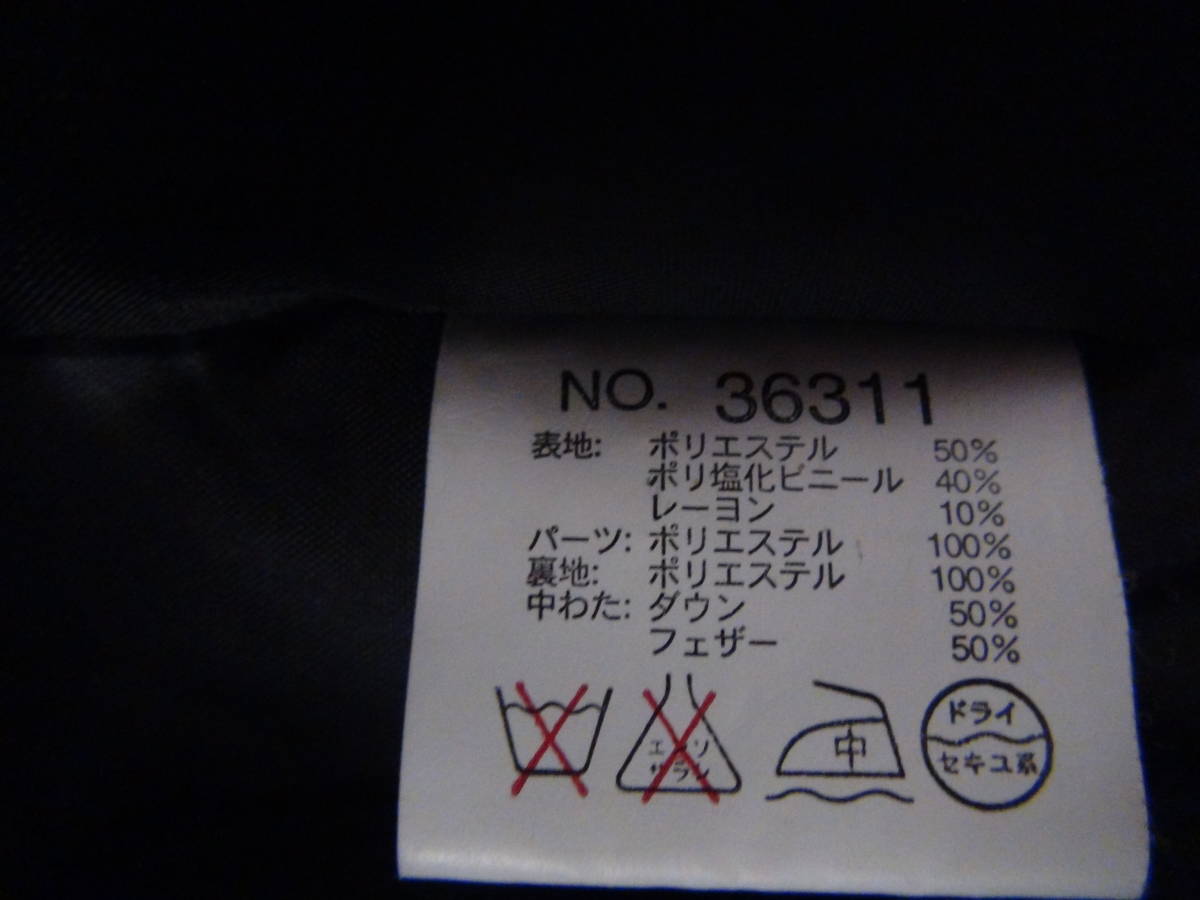 NO. 36311
表地: ポリエステル 50%
ポリ塩化ビニール 40%
レーヨン 10%
パーツ: ポリエステル 100%
裏地: ポリエステル 100%
中わた: ダウン 50%
フェザー 50%
エンソ
サラシ
中
ドライ
セキユ系